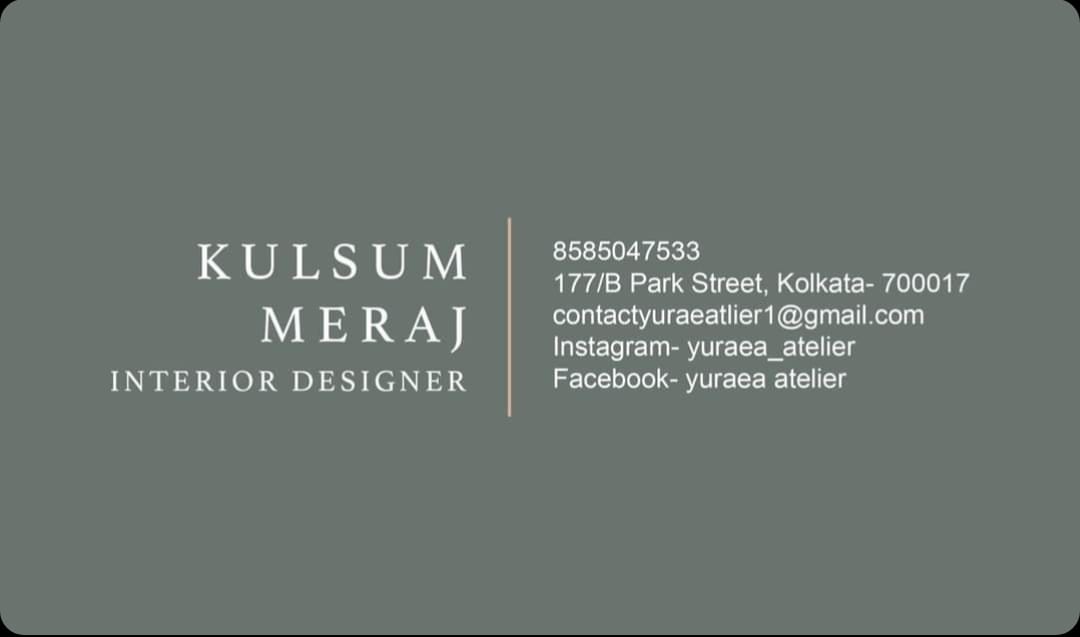 KULSUM
MERAJ
INTERIOR DESIGNER
8585047533
177/B Park Street, Kolkata- 700017
contactyuraeatlier1@gmail.com
Instagram- yuraea_atelier
Facebook- yuraea atelier